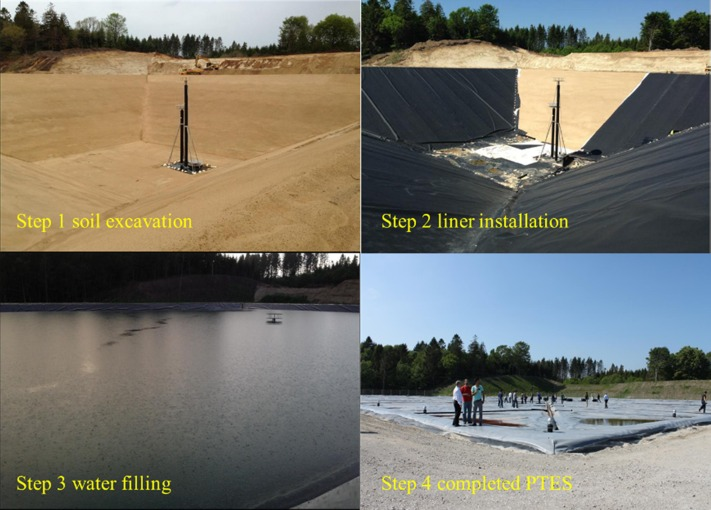 Step 1 soil excavation
Step 2 liner installation
Step 3 water filling
Step 4 completed PTES